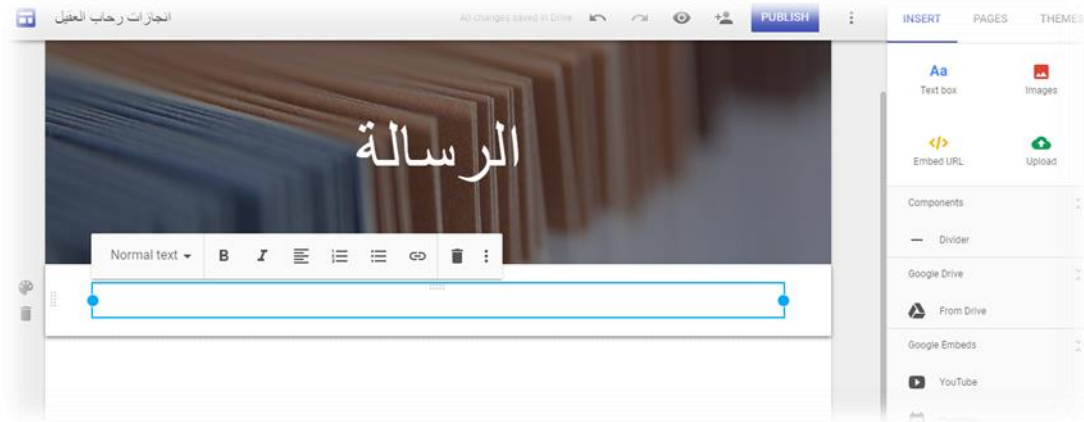 انجازات رحاب العقيل
All changes saved in Drive
PUBLISH
INSERT PAGES THEMES
الرسالة
Aa
Text box Images
</>
Embed URL Upload
Components
Divider
Google Drive
From Drive
Google Embeds
YouTube
Normal text B I